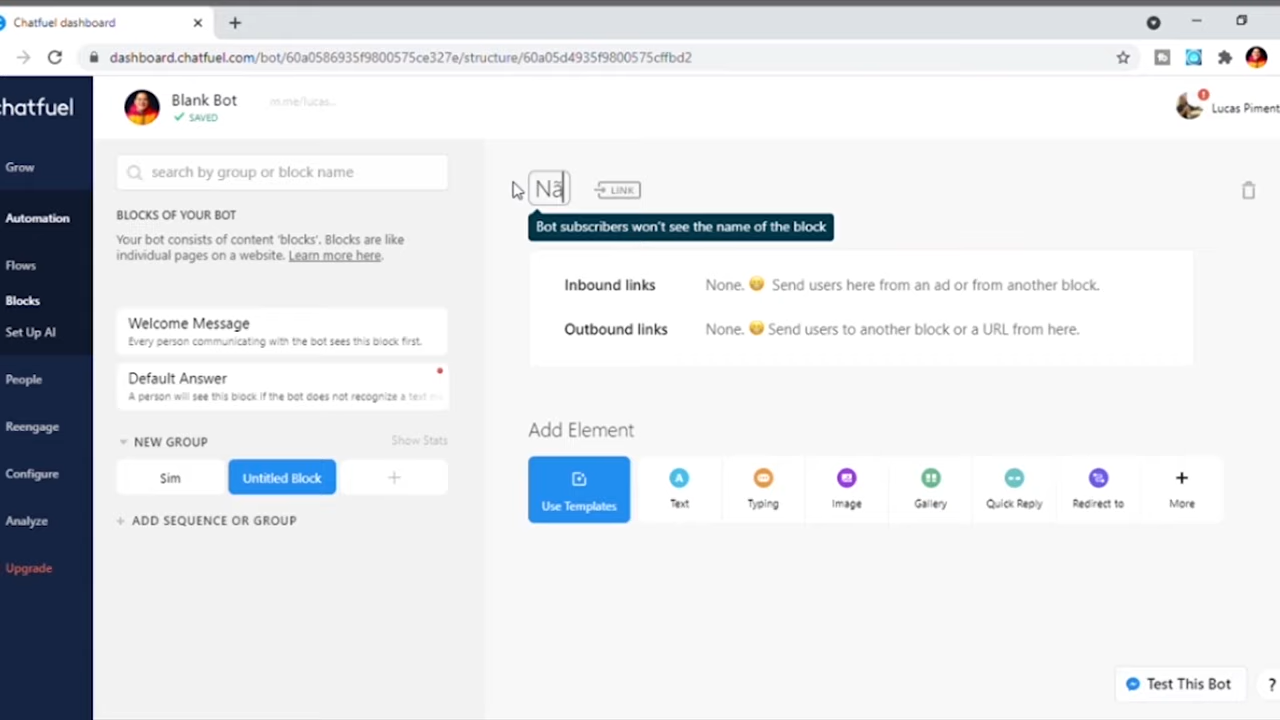 Chatfuel dashboard
dashboard.chatfuel.com/bot/60a0586935f9800575ce327e/structure/60a05d4935f9800575cffbd2
chatfuel
Blank Bot
m.me/lucas...
SAVED
Lucas Piment
Grow
Automation
Flows
Blocks
Set Up AI
People
Reengage
Configure
Analyze
Upgrade
search by group or block name
BLOCKS OF YOUR BOT
Your bot consists of content 'blocks'. Blocks are like
individual pages on a website. Learn more here.
Welcome Message
Every person communicating with the bot sees this block first.
Default Answer
A person will see this block if the bot does not recognize a text
NEW GROUP
Show Stats
Sim
Untitled Block
+ ADD SEQUENCE OR GROUP
Nã
LINK
Bot subscribers won't see the name of the block
Inbound links
None. 😊 Send users here from an ad or from another block.
Outbound links
None. 😊 Send users to another block or a URL from here.
Add Element
Use Templates
Text
Typing
Image
Gallery
Quick Reply
Redirect to
More
Test This Bot
?